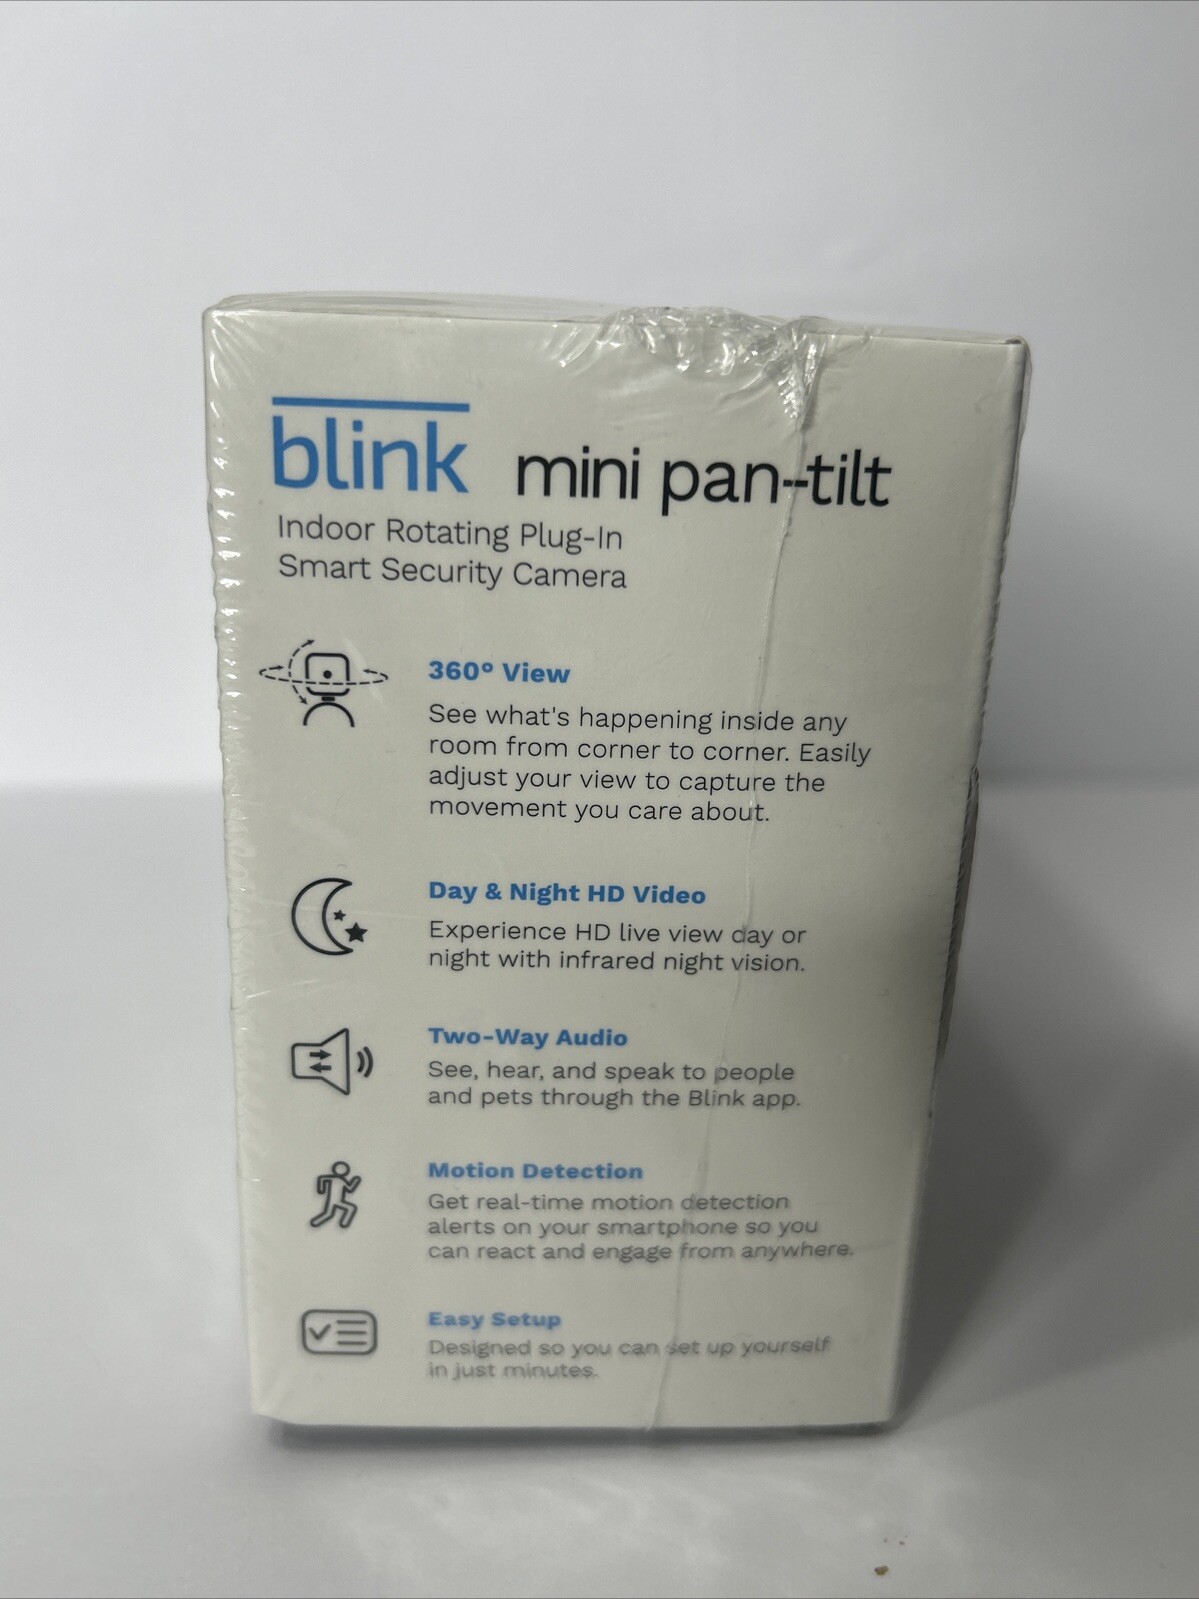 blink mini pan-tilt
Indoor Rotating Plug-In
Smart Security Camera
360° View
See what's happening inside any
room from corner to corner. Easily
adjust your view to capture the
movement you care about.
Day & Night HD Video
Experience HD live view day or
night with infrared night vision.
Two-Way Audio
See, hear, and speak to people
and pets through the Blink app.
Motion Detection
Get real-time motion detection
alerts on your smartphone so you
can react and engage from anywhere.
Easy Setup
Designed so you can set up yourself
in just minutes.